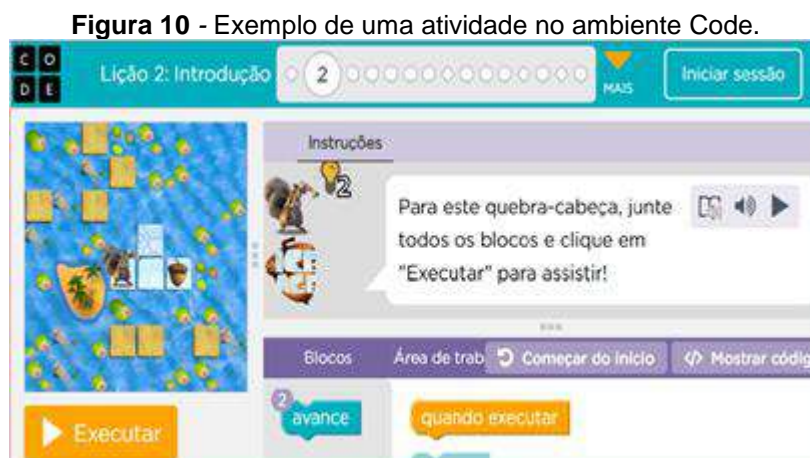 Figura 10 - Exemplo de uma atividade no ambiente Code.
C O
D E
Lição 2: Introdução
2
MAIS
Iniciar sessão
Instruções
2
Para este quebra-cabeça, junte
todos os blocos e clique em
"Executar" para assistir!
Blocos
Área de trab
Começar do início
</> Mostrar códig
2
avance
quando executar
Executar